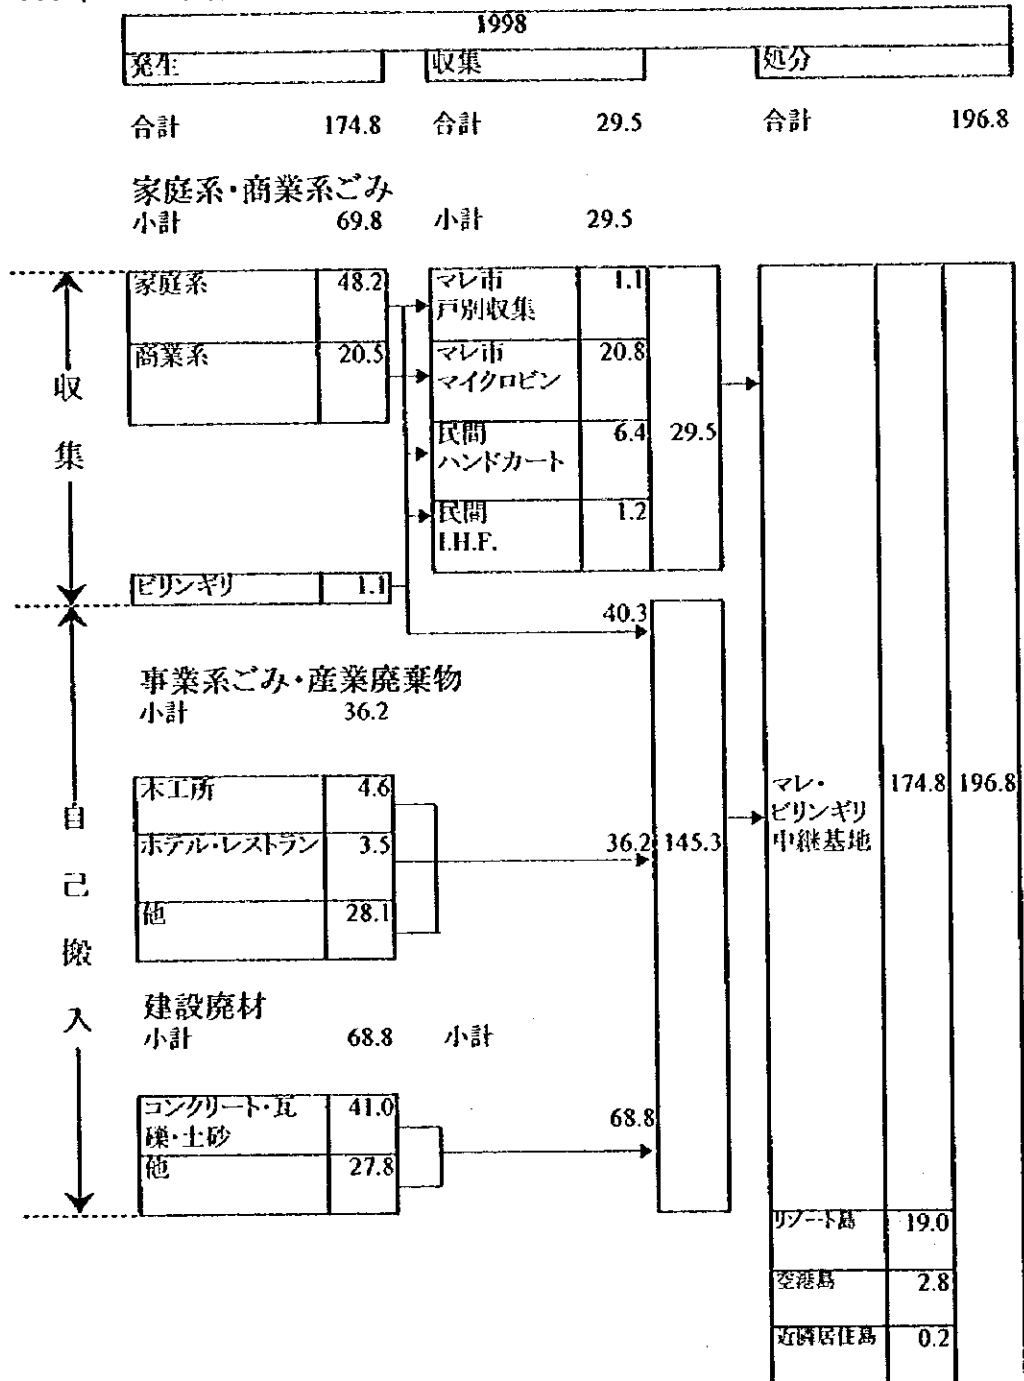 1998
発生 収集 処分
合計 174.8 合計 29.5 合計 196.8
家庭系・商業系ごみ
小計 69.8 小計 29.5
家庭系 48.2
商業系 20.5
ビリンギリ 1.1
マレ市 1.1
戸別収集
マレ市 20.8
マイクロビン
民間 6.4
ハンドカート
民間 1.2
I.H.F.
29.5
収集
40.3
事業系ごみ・産業廃棄物
小計 36.2
木工所 4.6
ホテル・レストラン 3.5
他 28.1
36.2
145.3
自己搬入
建設廃材
小計 68.8 小計
コンクリート・瓦 41.0
礫・土砂
他 27.8
68.8
マレ・ 174.8 196.8
ビリンギリ
中継基地
リゾート島 19.0
空港島 2.8
近隣居住島 0.2